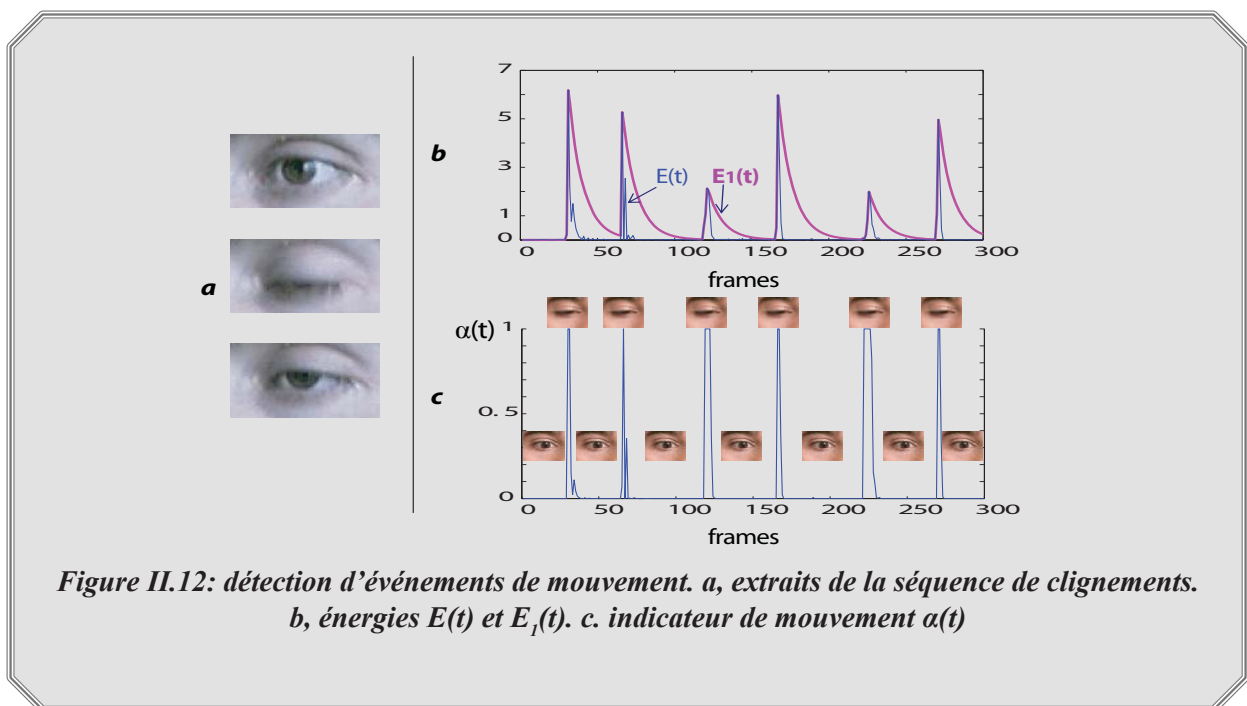 7
5
b
3
E(t)
E1(t)
1
0
0
50
100
150
200
250
300
frames
a
α(t)
1
c
0. 5
0
0
50
100
150
200
250
300
frames
Figure II.12: détection d’événements de mouvement. a, extraits de la séquence de clignements.
b, énergies E(t) et E1(t). c. indicateur de mouvement α(t)